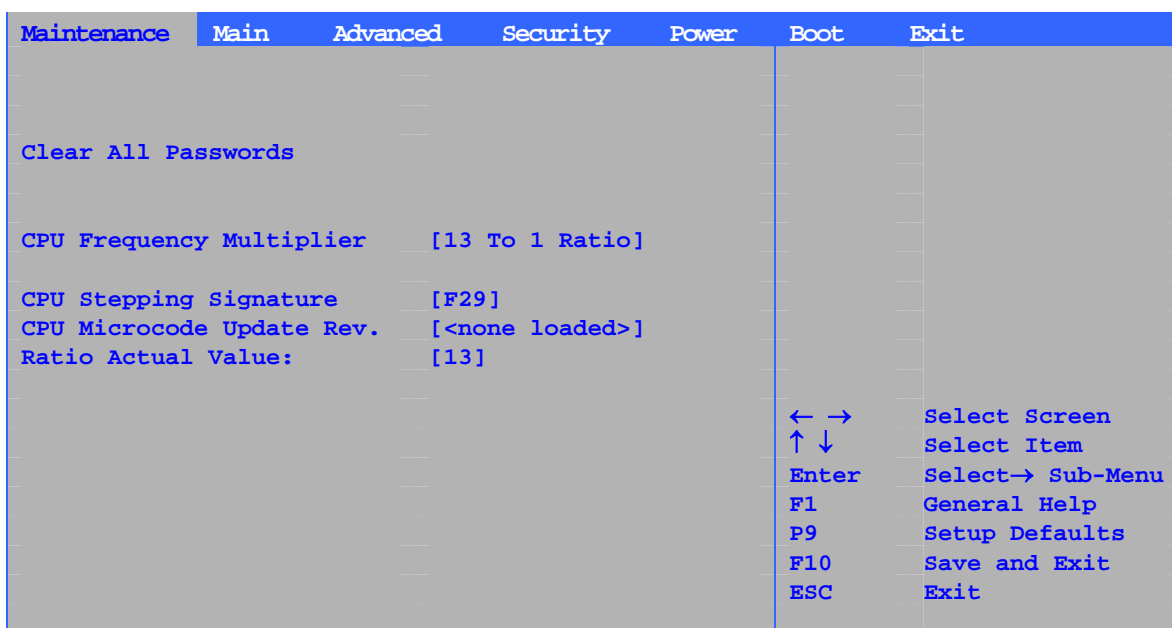 Maintenance Main Advanced Security Power Boot Exit
Clear All Passwords
CPU Frequency Multiplier [13 To 1 Ratio]
CPU Stepping Signature [F29]
CPU Microcode Update Rev. [<none loaded>]
Ratio Actual Value: [13]
← → Select Screen
↑ ↓ Select Item
Enter Select→ Sub-Menu
F1 General Help
P9 Setup Defaults
F10 Save and Exit
ESC Exit